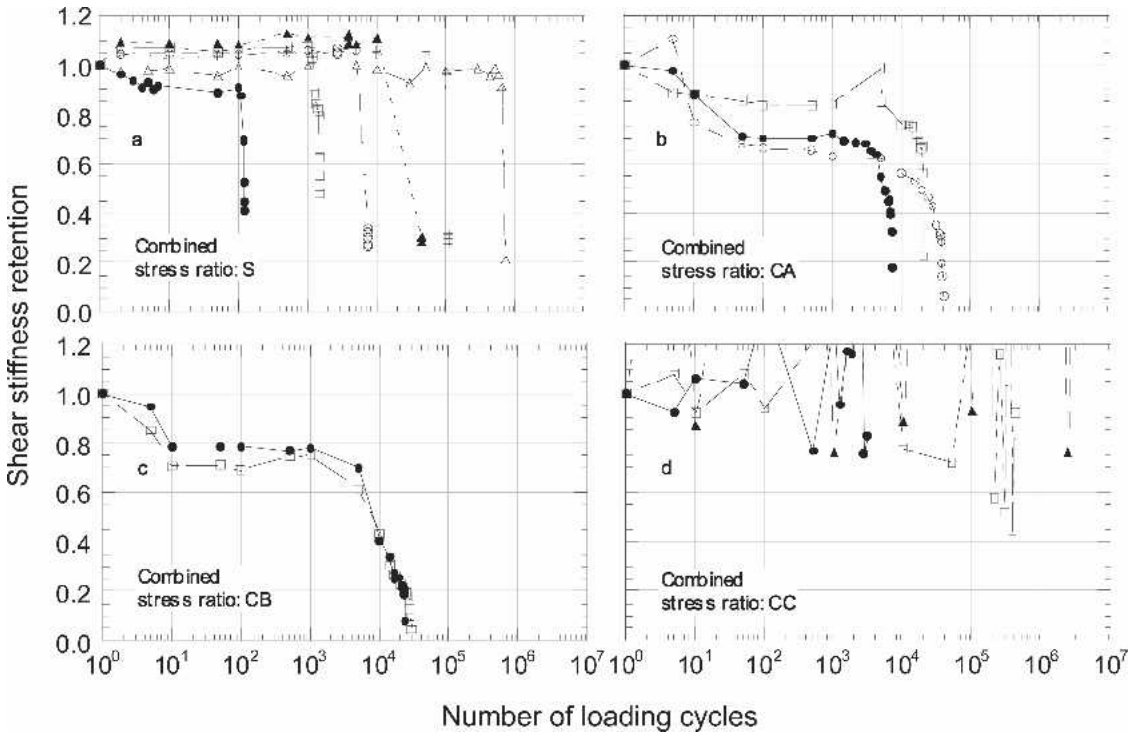 Shear stiffness retention
1.2
1.0
0.8
0.6
0.4
0.2
0.0
a
Combined
stress ratio: S
b
Combined
stress ratio: CA
1.2
1.0
0.8
0.6
0.4
0.2
0.0
c
Combined
stress ratio: CB
d
Combined
stress ratio: CC
10⁰ 10¹ 10² 10³ 10⁴ 10⁵ 10⁶ 10⁷
10⁰ 10¹ 10² 10³ 10⁴ 10⁵ 10⁶ 10⁷
Number of loading cycles